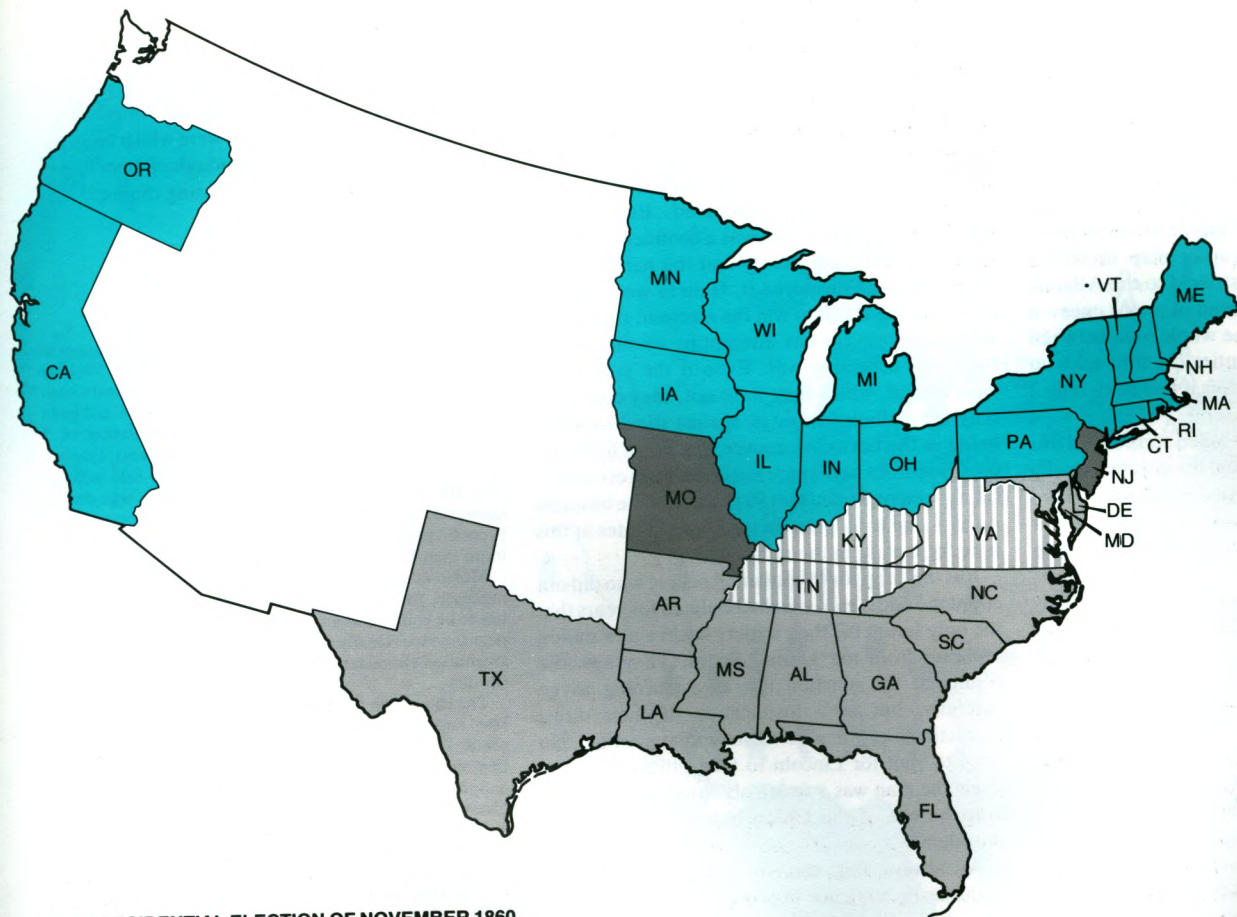 OR
MN
VT
ME
WI
NH
CA
IA
MI
NY
MA
RI
CT
PA
IL
IN
OH
NJ
MO
DE
MD
KY
VA
TN
NC
AR
SC
MS
AL
GA
TX
LA
FL
ELECTION OF NOVEMBER 1860